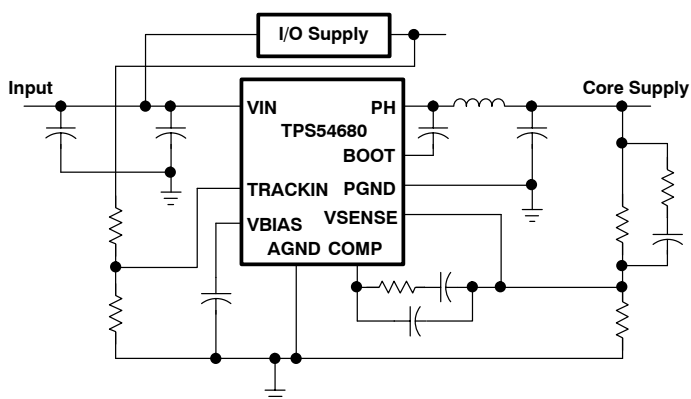 I/O Supply
Input
Core Supply
VIN
PH
TPS54680
BOOT
TRACKIN
PGND
VSENSE
VBIAS
AGND COMP